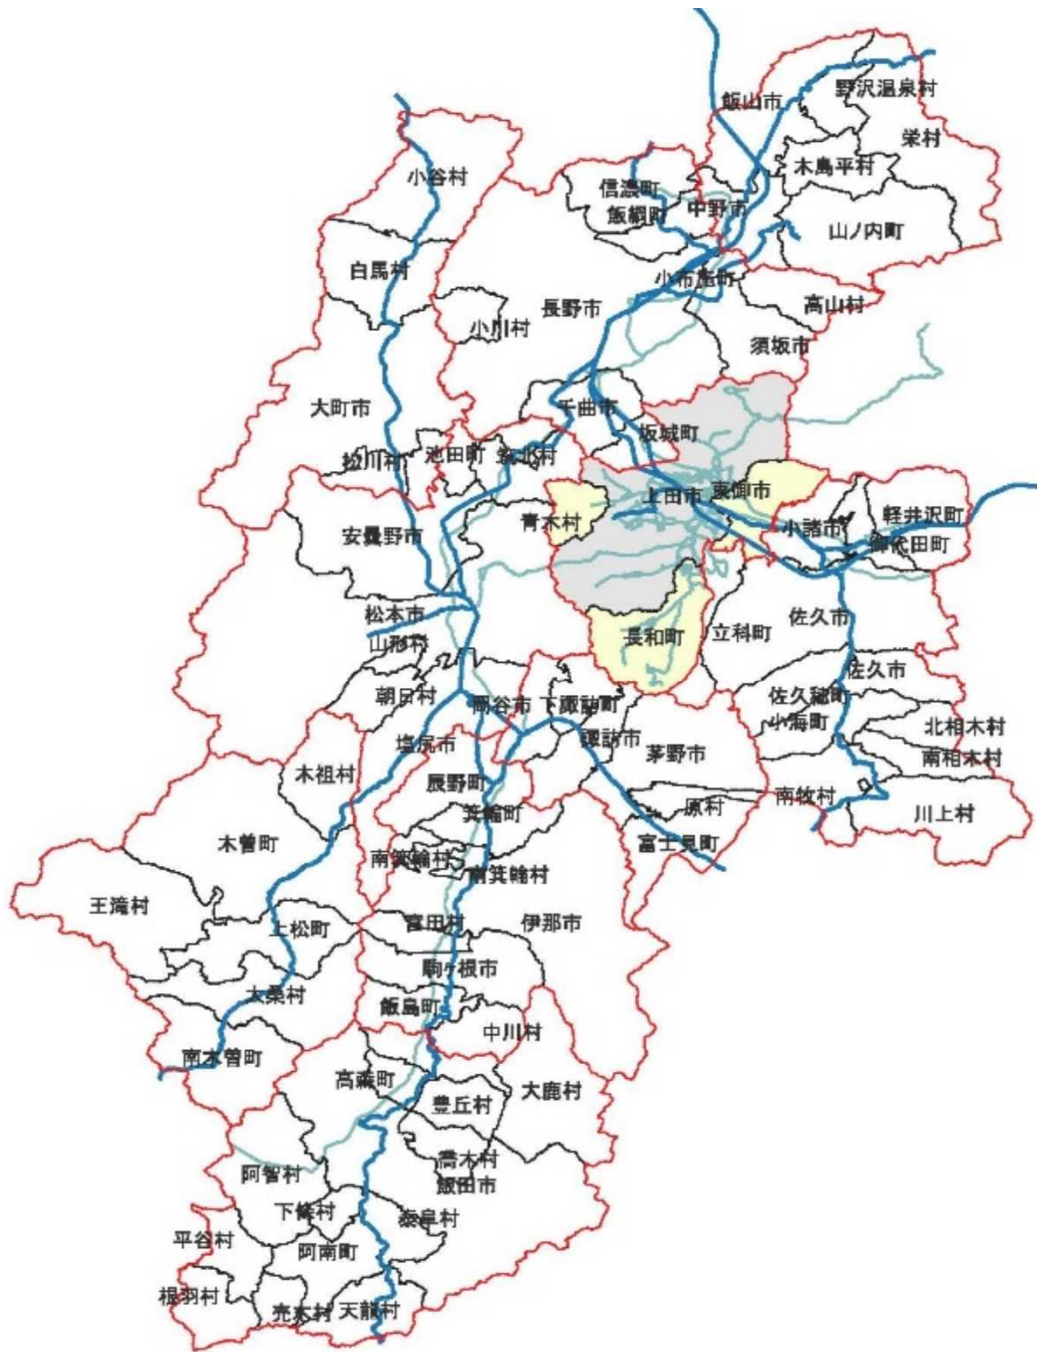 野沢温泉村
飯山市
栄村
木島平村
小谷村
信濃町
飯綱町
中野市
山ノ内町
白馬村
小布施町
高山村
長野市
小川村
須坂市
大町市
千曲市
坂城町
池田町
筑北村
松川村
上田市
東御市
青木村
軽井沢町
小諸市
安曇野市
御代田町
松本市
山形村
長和町
立科町
佐久市
佐久市
朝日村
佐久穂町
岡谷市
下諏訪町
小海町
北相木村
塩尻市
諏訪市
茅野市
南相木村
木祖村
辰野町
南牧村
原村
箕輪町
川上村
木曽町
富士見町
南箕輪村
南箕輪村
王滝村
上松町
宮田村
伊那市
駒ヶ根市
大桑村
飯島町
中川村
南木曽町
高森町
大鹿村
豊丘村
喬木村
阿智村
飯田市
下條村
泰阜村
平谷村
阿南町
根羽村
売木村
天龍村